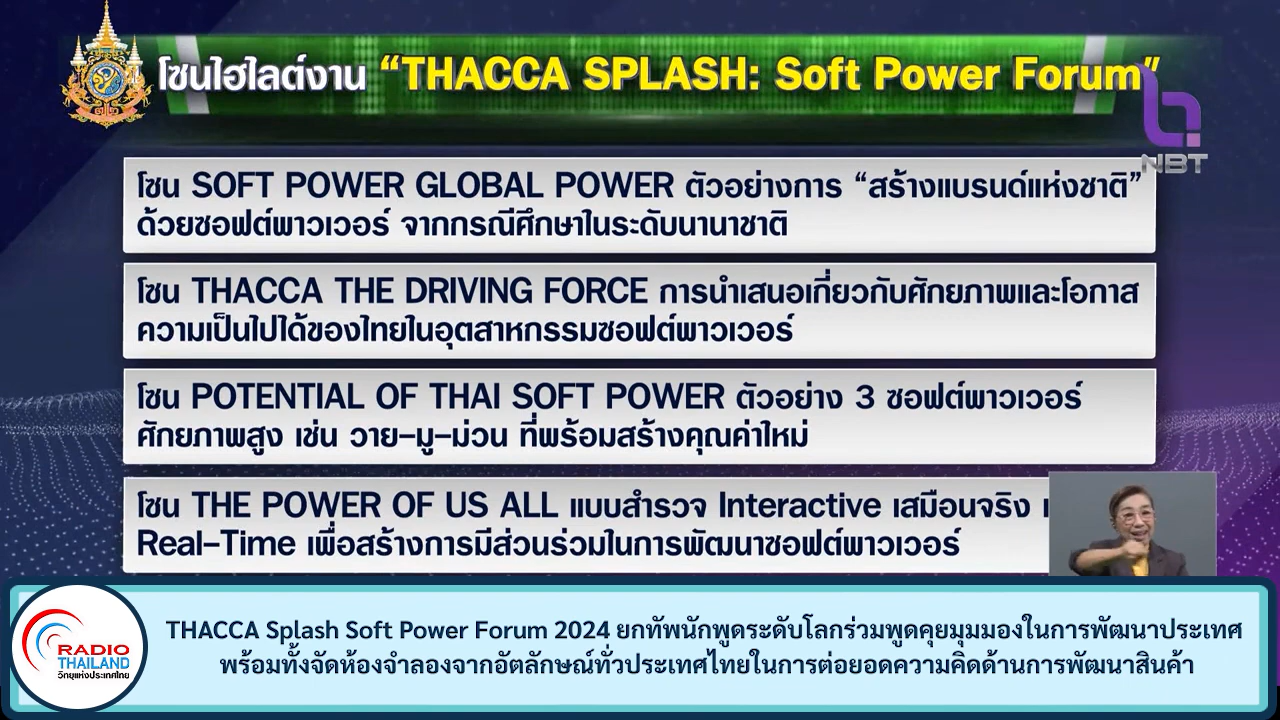 โซนไฮไลต์งาน “THACCA SPLASH: Soft Power Forum”
NBT
โซน SOFT POWER GLOBAL POWER ตัวอย่างการ “สร้างแบรนด์แห่งชาติ”
ด้วยซอฟต์พาวเวอร์ จากกรณีศึกษาในระดับนานาชาติ
โซน THACCA THE DRIVING FORCE การนำเสนอเกี่ยวกับศักยภาพและโอกาส
ความเป็นไปได้ของไทยในอุตสาหกรรมซอฟต์พาวเวอร์
โซน POTENTIAL OF THAI SOFT POWER ตัวอย่าง 3 ซอฟต์พาวเวอร์
ศักยภาพสูง เช่น วาย-มู-ม่วน ที่พร้อมสร้างคุณค่าใหม่
โซน THE POWER OF US ALL แบบสำรวจ Interactive เสมือนจริง
Real-Time เพื่อสร้างการมีส่วนร่วมในการพัฒนาซอฟต์พาวเวอร์
RADIO
THAILAND
วิทยุแห่งประเทศไทย
THACCA Splash Soft Power Forum 2024 ยกทัพนักพูดระดับโลกร่วมพูดคุยมุมมองในการพัฒนาประเทศ
พร้อมทั้งจัดห้องจำลองจากอัตลักษณ์ทั่วประเทศไทยในการต่อยอดความคิดด้านการพัฒนาสินค้า